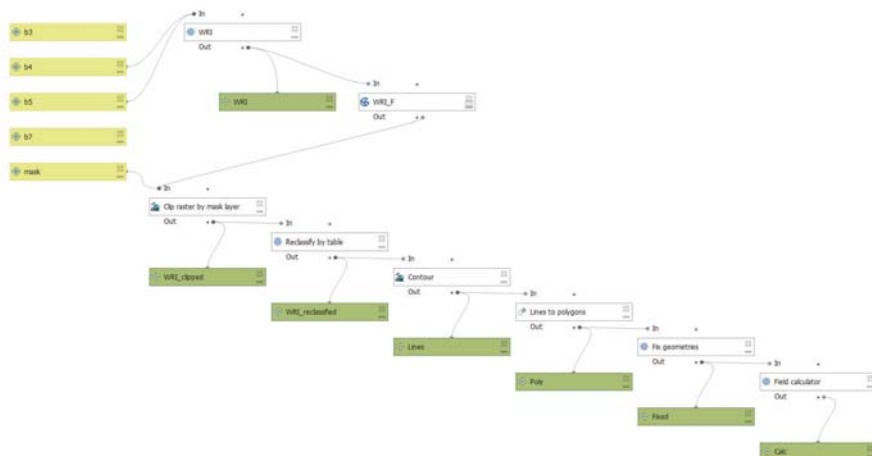 b3
In
WRI
b4
Out
In
b5
WRI
WRI_F
Out
b7
mask
In
Clip raster by mask layer
Out
In
Reclassify by table
Out
In
WRI_clipped
Contour
Out
In
WRI_reclassified
Lines to polygons
Out
In
Lines
Fix geometries
Out
In
Poly
Field calculator
Out
Fixed
Calc